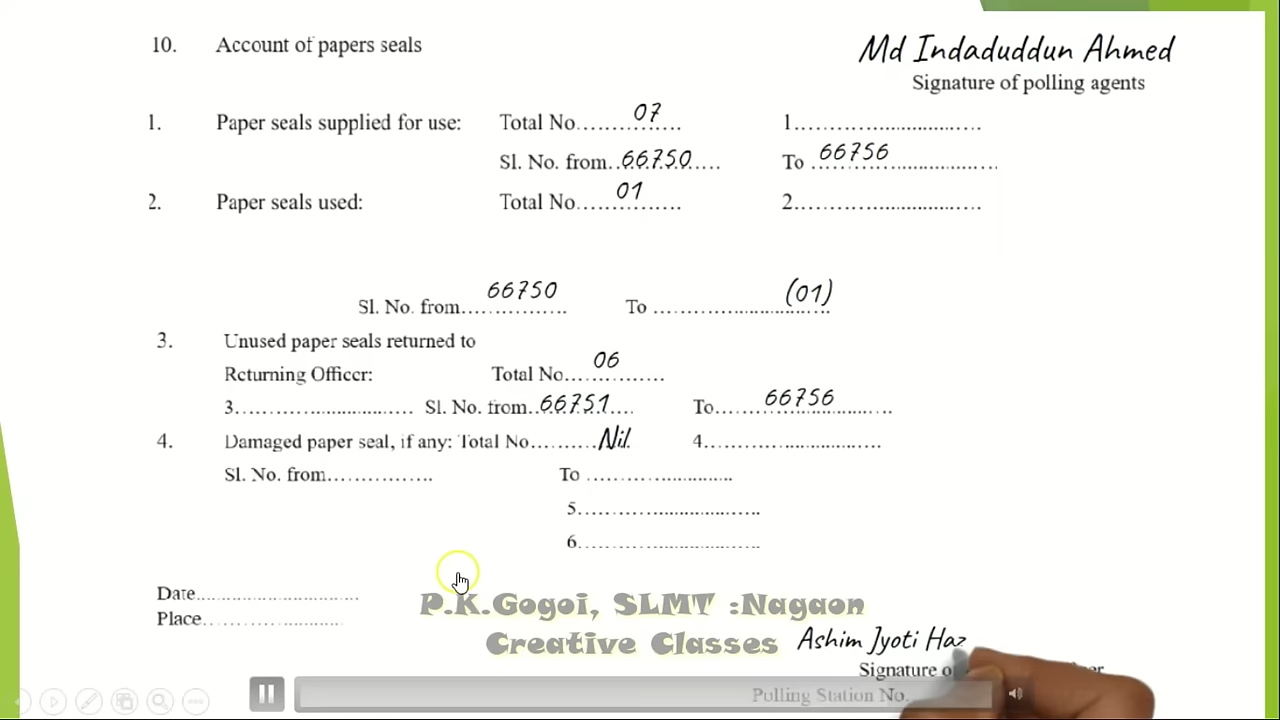 10. Account of papers seals Md Indaduddun Ahmed
Signature of polling agents
1. Paper seals supplied for use: Total No. 07 1.
Sl. No. from 66750 To 66756
2. Paper seals used: Total No. 01 2.
Sl. No. from 66750 To (01)
3. Unused paper seals returned to
Returning Officer: Total No. 06
3. Sl. No. from 66751 To 66756
4. Damaged paper seal, if any: Total No. Nil 4.
Sl. No. from To
5.
6.
Date
Place
P.K.Gogoi, SLMT :Nagaon
Creative Classes
Ashim Jyoti Haz
Signature o
Polling Station No.